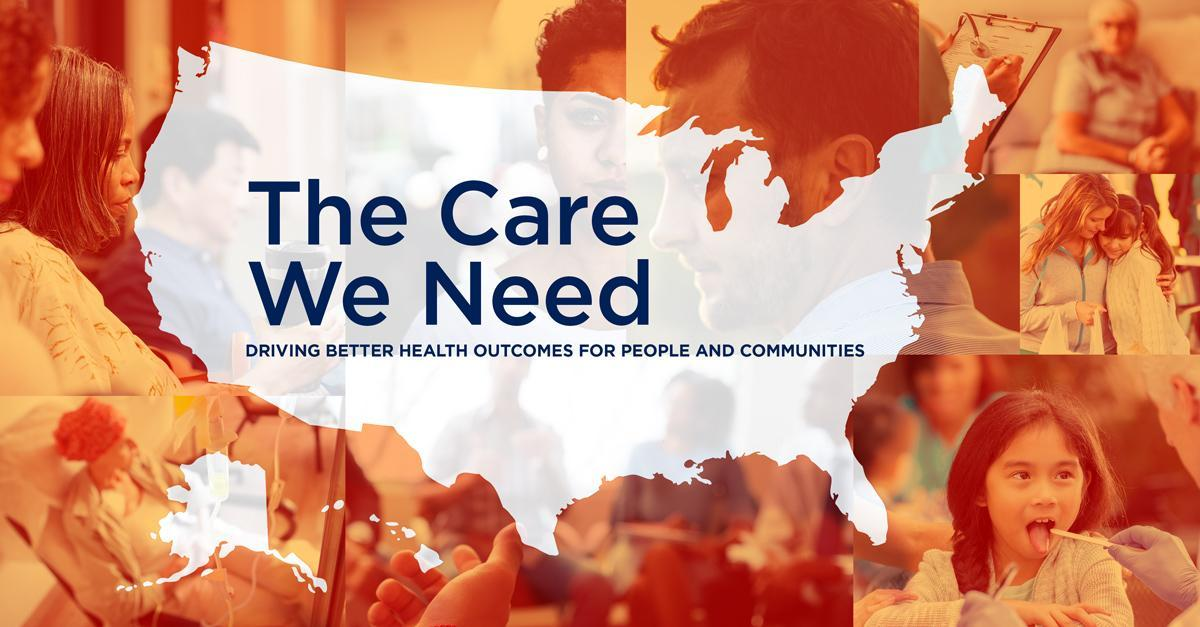 The Care
We Need
DRIVING BETTER HEALTH OUTCOMES FOR PEOPLE AND COMMUNITIES